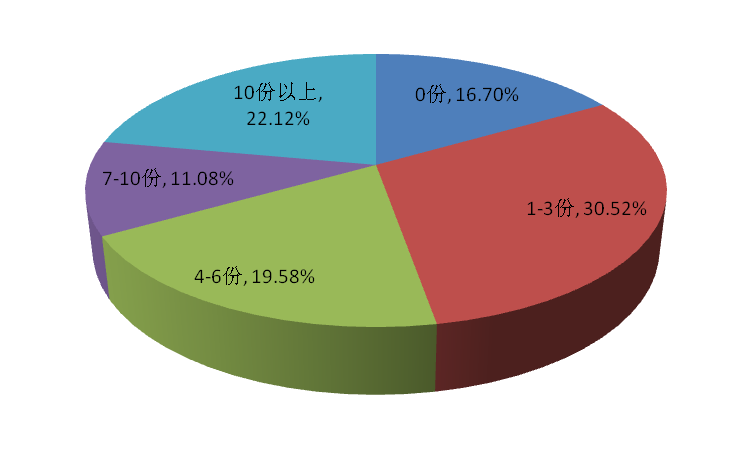 10份以上,
22.12%
0份, 16.70%
7-10份, 11.08%
1-3份, 30.52%
4-6份, 19.58%